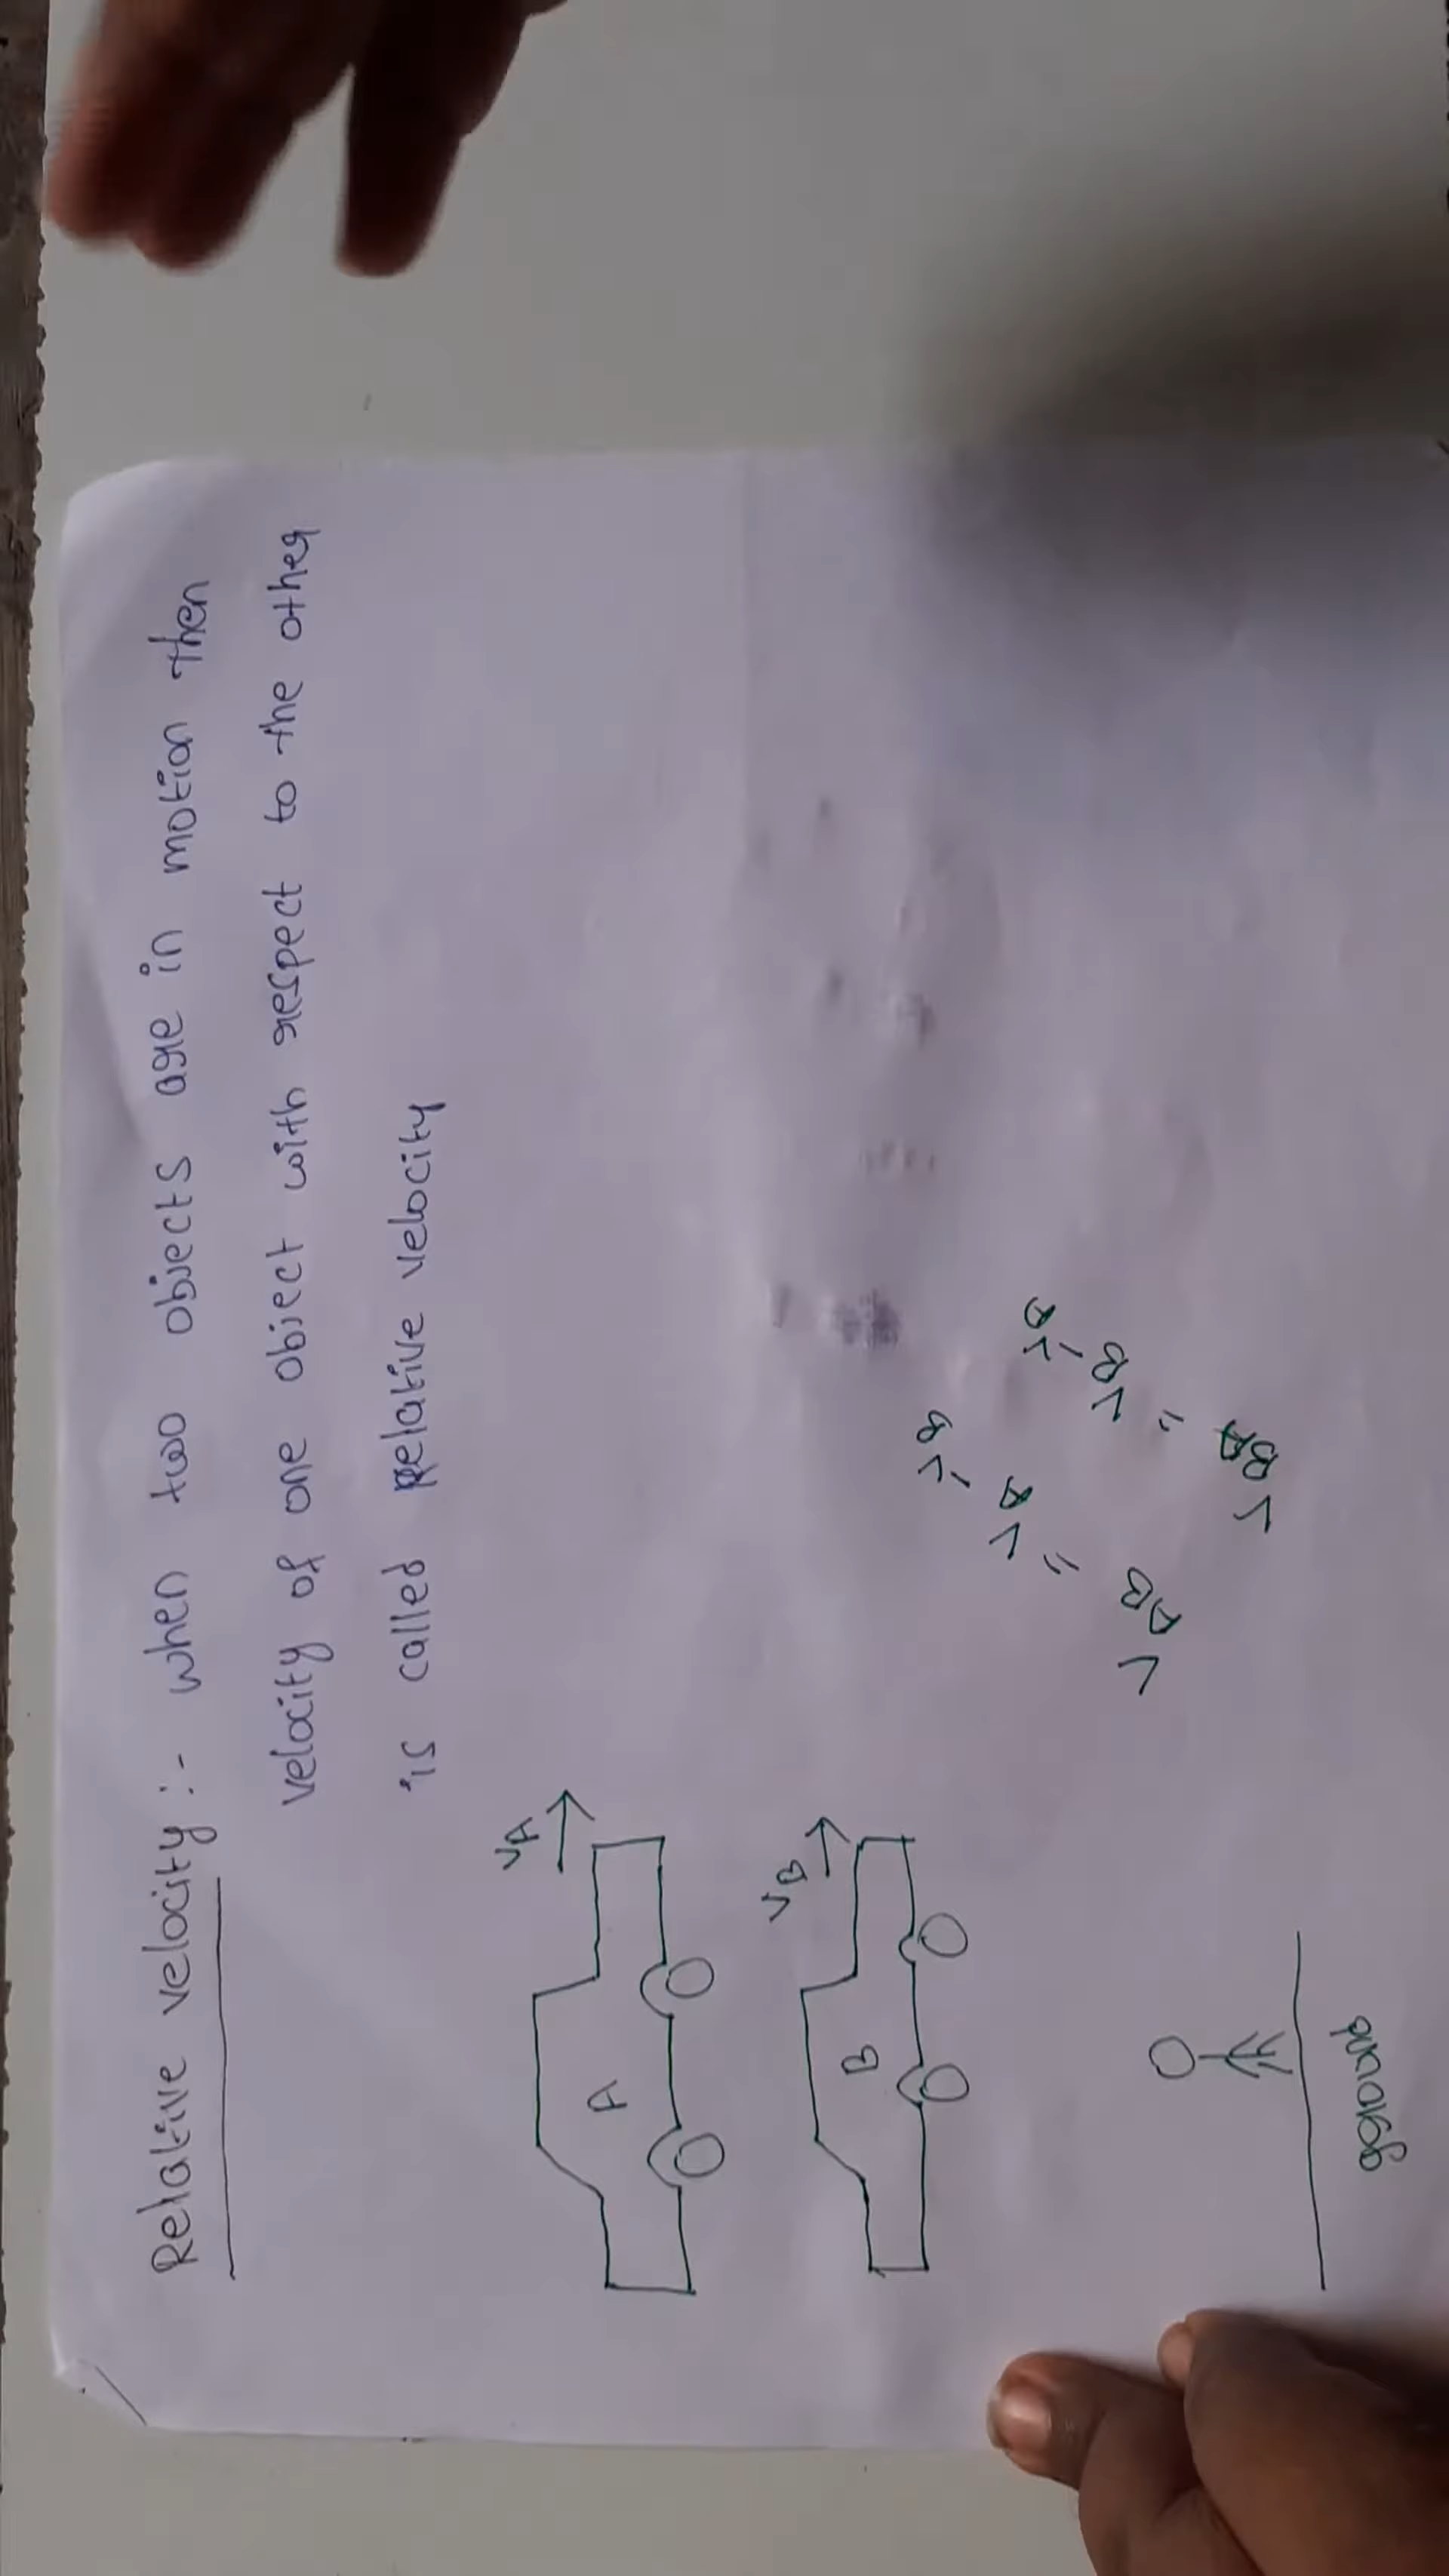 Relative velocity :- when two objects are in motion then
velocity of one object with respect to the other
is called relative velocity
VA
A
VB
B
VAB = VA - VB
VBA = VB - VA
ground